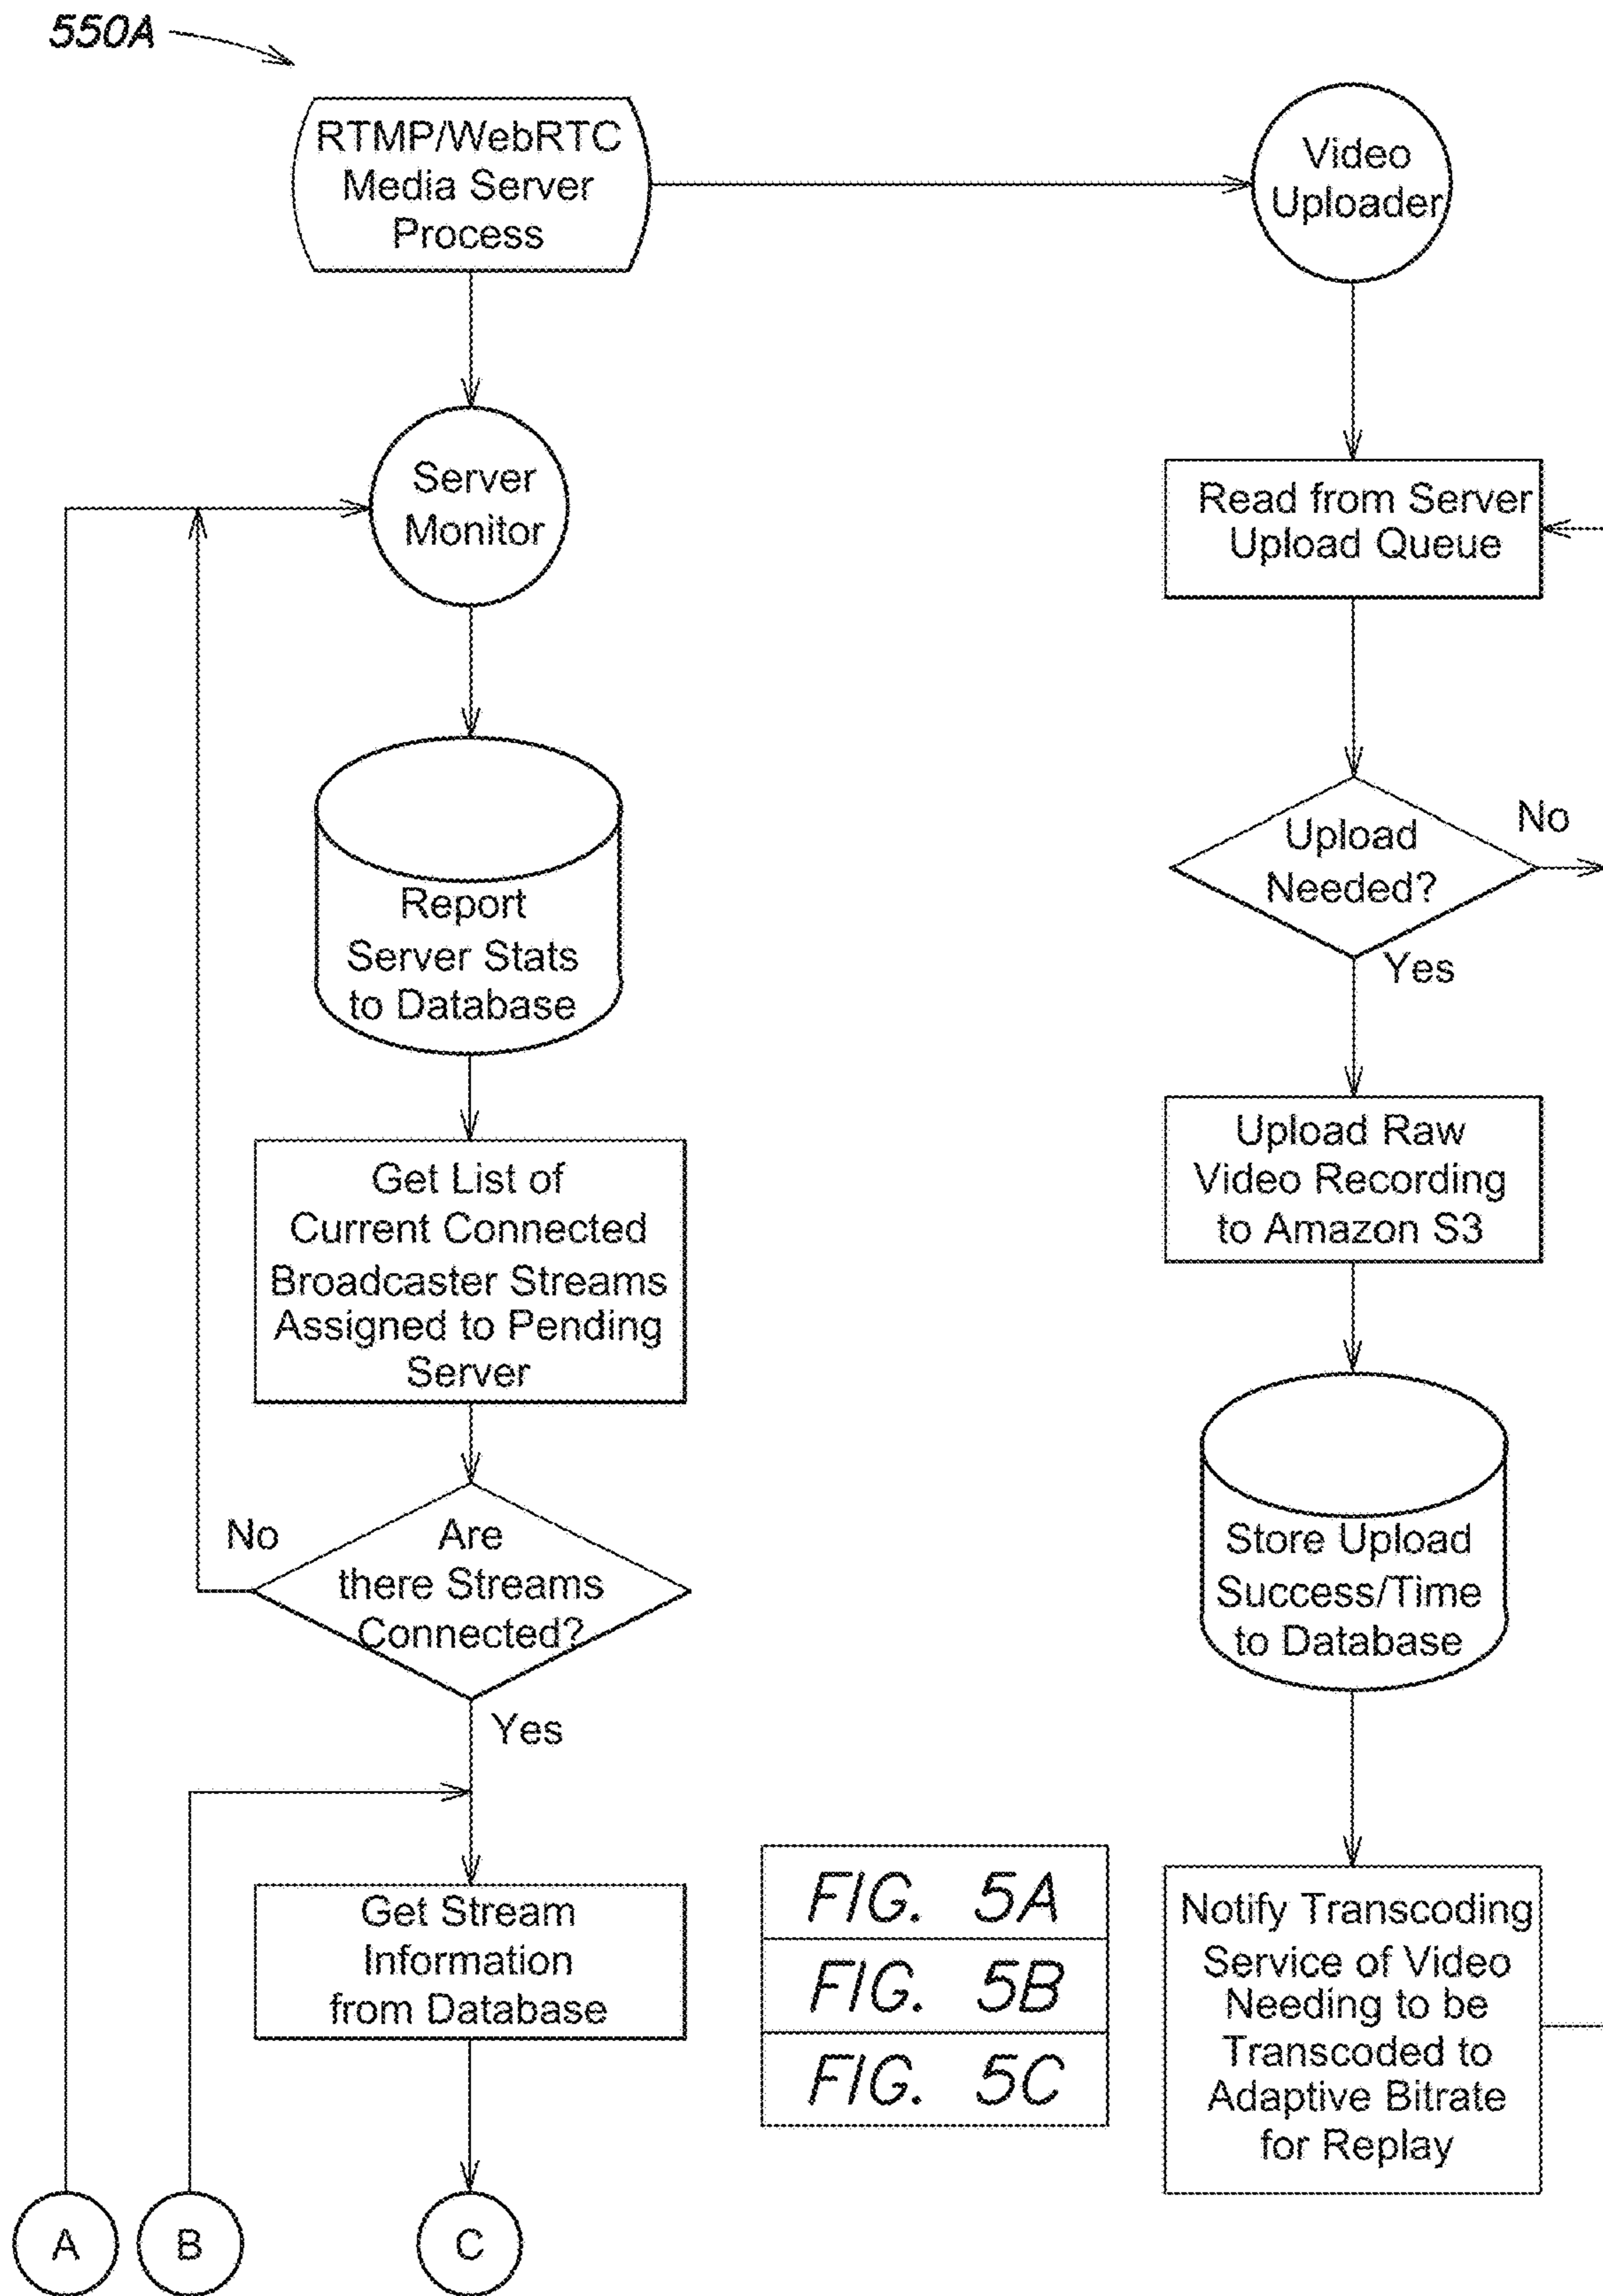 550A
RTMP/WebRTC
Media Server
Process
Video
Uploader
Server
Monitor
Read from Server
Upload Queue
Report
Server Stats
to Database
Upload
Needed?
No
Yes
Get List of
Current Connected
Broadcaster Streams
Assigned to Pending
Server
Upload Raw
Video Recording
to Amazon S3
No
Are
there Streams
Connected?
Yes
Store Upload
Success/Time
to Database
Get Stream
Information
from Database
FIG. 5A
FIG. 5B
FIG. 5C
Notify Transcoding
Service of Video
Needing to be
Transcoded to
Adaptive Bitrate
for Replay
A
B
C